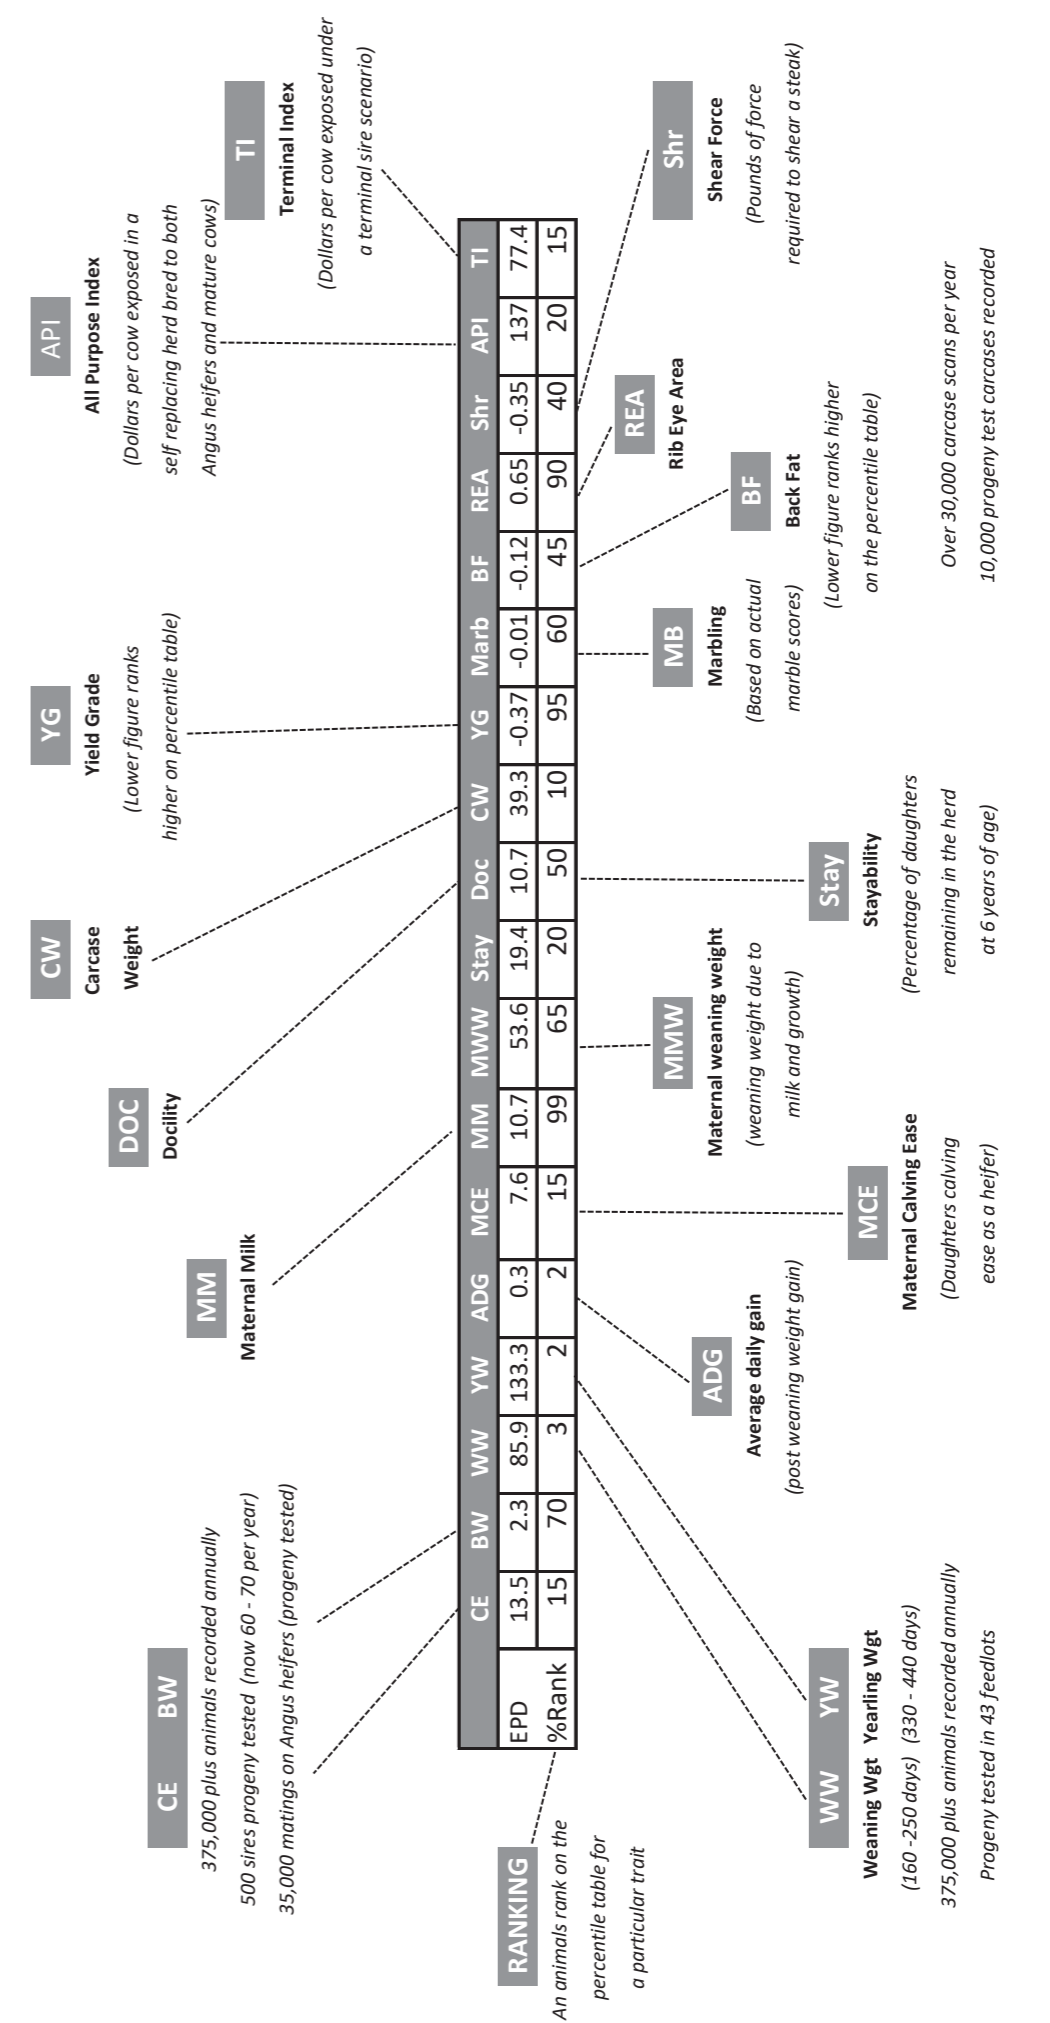 API
All Purpose Index
(Dollars per cow exposed in a
self replacing herd bred to both
Angus heifers and mature cows)
TI
Terminal Index
(Dollars per cow exposed under
a terminal sire scenario)
YG
Yield Grade
(Lower figure ranks
higher on percentile table)
CW
Carcase
Weight
DOC
Docility
MM
Maternal Milk
CE BW
375,000 plus animals recorded annually
500 sires progeny tested (now 60 - 70 per year)
35,000 matings on Angus heifers (progeny tested)
CE BW WW YW ADG MCE MM MWW Stay Doc CW YG Marb BF REA Shr API TI
EPD 13.5 2.3 85.9 133.3 0.3 7.6 10.7 53.6 19.4 10.7 39.3 -0.37 -0.01 -0.12 0.65 -0.35 137 77.4
%Rank 15 70 3 2 2 15 99 65 20 50 10 95 60 45 90 40 20 15
RANKING
An animals rank on the
percentile table for
a particular trait
WW YW
Weaning Wgt Yearling Wgt
(160 -250 days) (330 - 440 days)
375,000 plus animals recorded annually
Progeny tested in 43 feedlots
ADG
Average daily gain
(post weaning weight gain)
MCE
Maternal Calving Ease
(Daughters calving
ease as a heifer)
MMW
Maternal weaning weight
(weaning weight due to
milk and growth)
Stay
Stayability
(Percentage of daughters
remaining in the herd
at 6 years of age)
MB
Marbling
(Based on actual
marble scores)
BF
Back Fat
(Lower figure ranks higher
on the percentile table)
REA
Rib Eye Area
Shr
Shear Force
(Pounds of force
required to shear a steak)
Over 30,000 carcase scans per year
10,000 progeny test carcases recorded